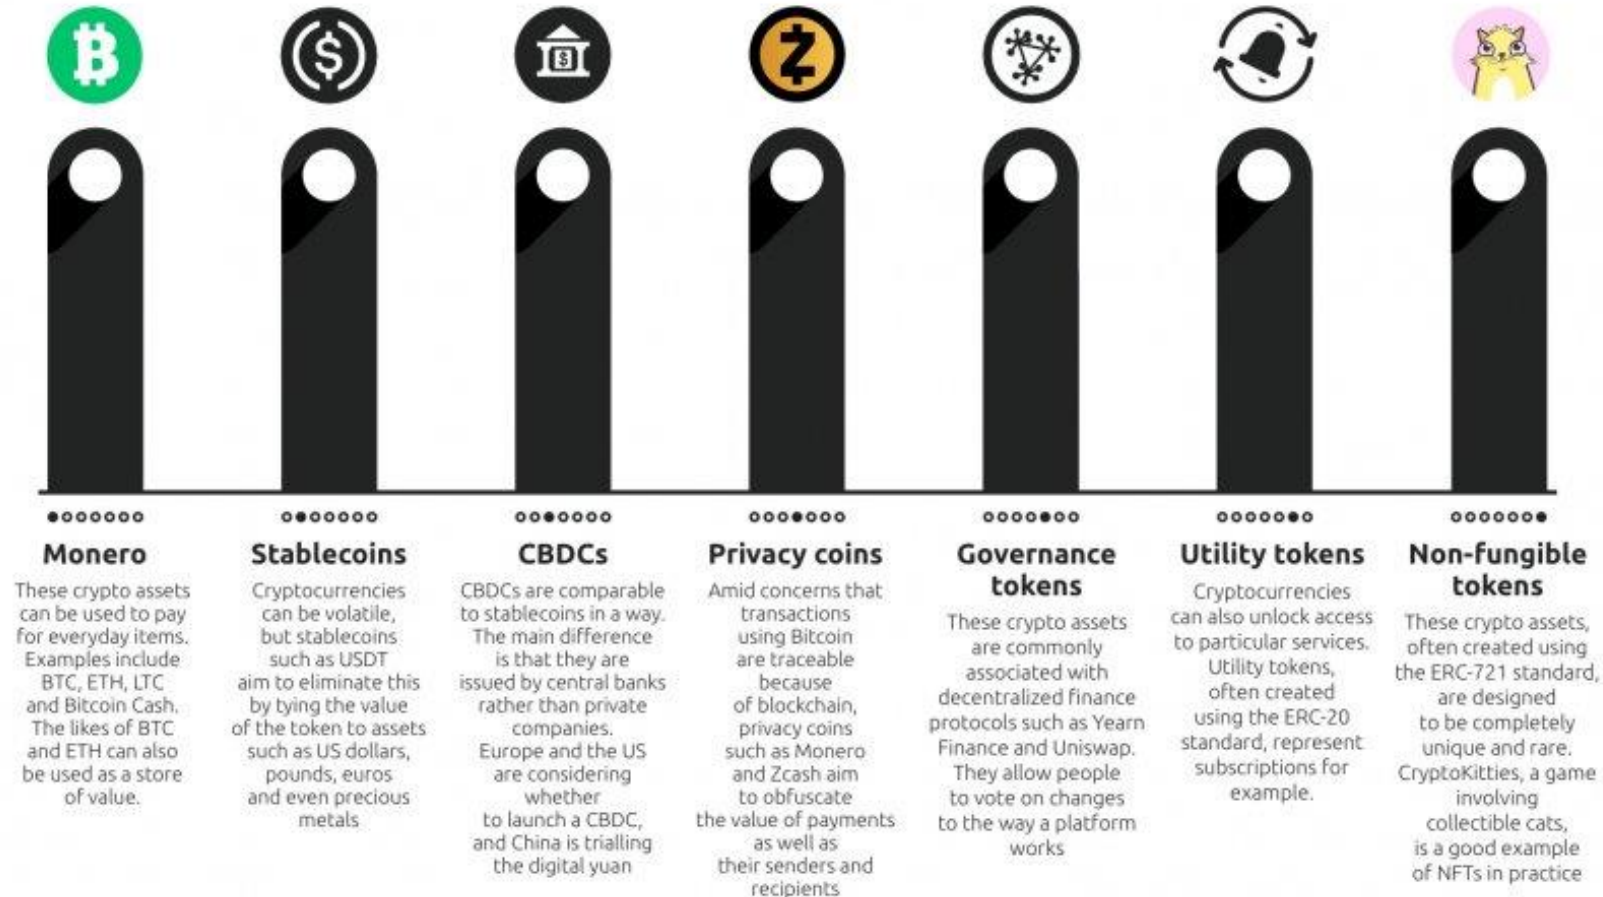 Monero
These crypto assets
can be used to pay
for everyday items.
Examples include
BTC, ETH, LTC
and Bitcoin Cash.
The likes of BTC
and ETH can also
be used as a store
of value.
Stablecoins
Cryptocurrencies
can be volatile,
but stablecoins
such as USDT
aim to eliminate this
by tying the value
of the token to assets
such as US dollars,
pounds, euros
and even precious
metals
CBDCs
CBDCs are comparable
to stablecoins in a way.
The main difference
is that they are
issued by central banks
rather than private
companies.
Europe and the US
are considering
whether
to launch a CBDC,
and China is trialling
the digital yuan
Privacy coins
Amid concerns that
transactions
using Bitcoin
are traceable
because
of blockchain,
privacy coins
such as Monero
and Zcash aim
to obfuscate
the value of payments
as well as
their senders and
recipients
Governance
tokens
These crypto assets
are commonly
associated with
decentralized finance
protocols such as Yearn
Finance and Uniswap.
They allow people
to vote on changes
to the way a platform
works
Utility tokens
Cryptocurrencies
can also unlock access
to particular services.
Utility tokens,
often created
using the ERC-20
standard, represent
subscriptions for
example.
Non-fungible
tokens
These crypto assets,
often created using
the ERC-721 standard,
are designed
to be completely
unique and rare.
CryptoKitties, a game
involving
collectible cats,
is a good example
of NFTs in practice